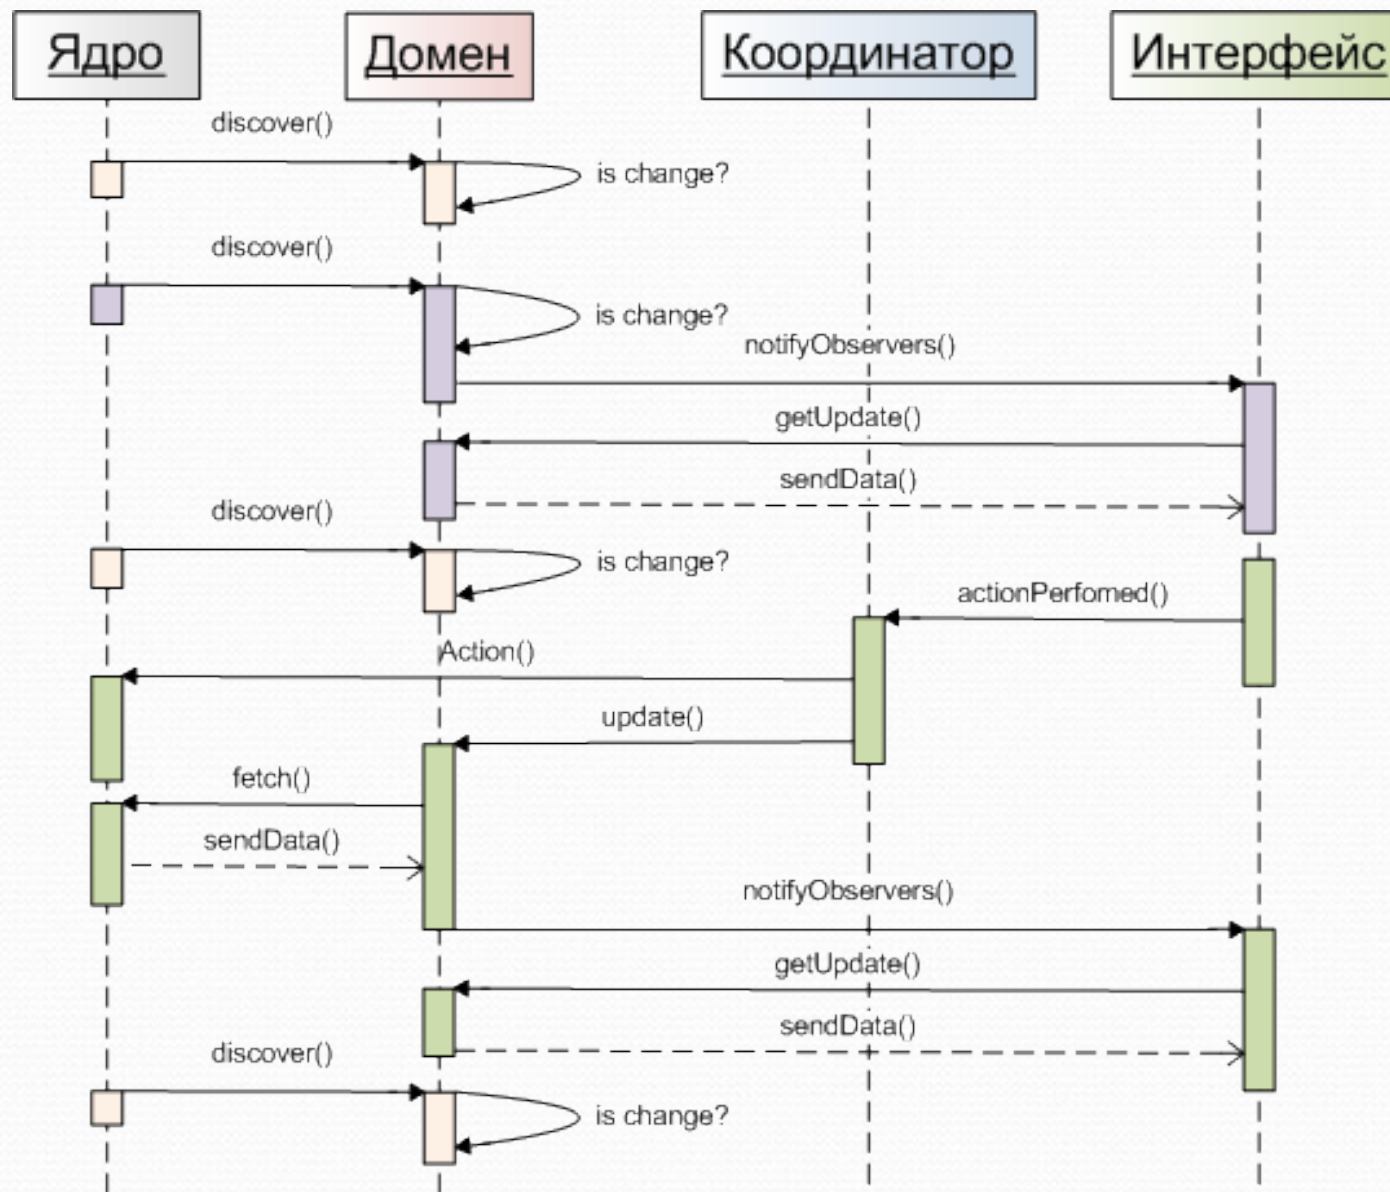 Ядро
Домен
Координатор
Интерфейс
discover()
is change?
discover()
is change?
notifyObservers()
getUpdate()
sendData()
discover()
is change?
actionPerfomed()
Action()
update()
fetch()
sendData()
notifyObservers()
getUpdate()
sendData()
discover()
is change?